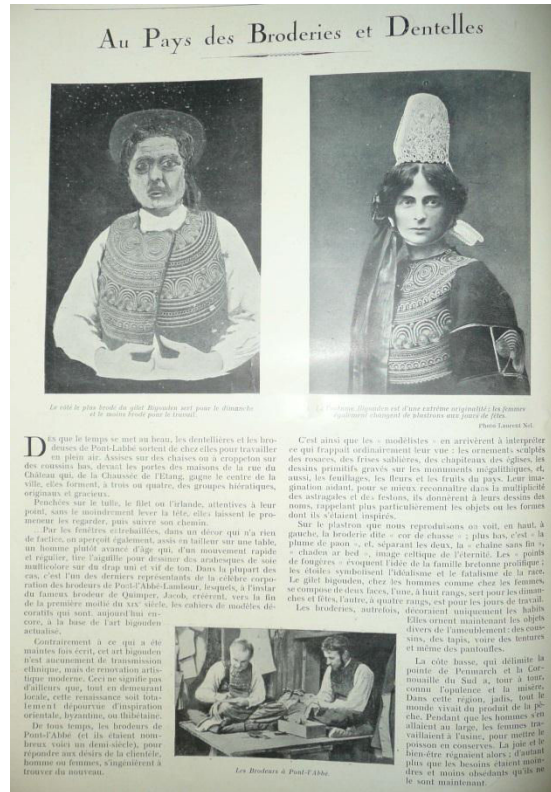 Au Pays des Broderies et Dentelles
Le côté le plus brodé du gilet Bigouden sert pour le dimanche
et le moins brodé pour le travail.
Bigouden est d'une extrême originalité ; les femmes
également changent de plastrons aux jours de fêtes.
Photo Laurent Nel.
Dès que le temps se met au beau, les dentellières et les bro-
deuses de Pont-Labbé sortent de chez elles pour travailler
en plein air. Assises sur des chaises ou à croppeton sur
des coussins bas, devant les portes des maisons de la rue du
Château qui, de la Chaussée de l'Etang, gagne le centre de la
ville, elles forment, à trois ou quatre, des groupes hiératiques,
originaux et gracieux.
Penchées sur le tulle, le filet ou l'irlande, attentives à leur
point, sans le moindrement lever la tête, elles laissent le pro-
meneur les regarder, puis suivre son chemin.
Par les fenêtres entrebaillées, dans un décor qui n'a rien
de factice, on aperçoit également, assis en tailleur sur une table,
un homme plutôt avancé d'âge qui, d'un mouvement rapide
et régulier, tire l'aiguille pour dessiner des arabesques de soie
multicolore sur du drap uni et vif de ton. Dans la plupart des
cas, c'est l'un des derniers représentants de la célèbre corpo-
ration des brodeurs de Pont-l'Abbé-Lambour, lesquels, à l'instar
du fameux brodeur de Quimper, Jacob, créèrent, vers la fin
de la première moitié du XIXe siècle, les cahiers de modèles dé-
coratifs qui sont, aujourd'hui en-
core, à la base de l'art bigouden
actualisé.
Contrairement à ce qui a été
maintes fois écrit, cet art bigouden
n'est aucunement de transmission
ethnique, mais de rénovation artis-
tique moderne. Ceci ne signifie pas
d'ailleurs que, tout en demeurant
locale, cette renaissance soit tota-
lement dépourvue d'inspiration
orientale, byzantine, ou thibétaine.
De tous temps, les brodeurs de
Pont-l'Abbé (et ils étaient nom-
breux voici un demi-siècle), pour
répondre aux désirs de la clientèle,
homme ou femmes, s'ingénièrent à
trouver du nouveau.
Les Brodeurs à Pont-l'Abbé.
C'est ainsi que les « modélistes » en arrivèrent à interpréter
ce qui frappait ordinairement leur vue : les ornements sculptés
des rosaces, des frises sablières, des chapiteaux des églises, les
dessins primitifs gravés sur les monuments mégalithiques, et,
aussi, les feuillages, les fleurs et les fruits du pays. Leur ima-
gination aidant, pour se mieux reconnaître dans la multiplicité
des astragales et des festons, ils donnèrent à leurs dessins des
noms, rappelant plus particulièrement les objets ou les formes
dont ils s'étaient inspirés.
Sur le plastron que nous reproduisons on voit, en haut, à
gauche, la broderie dite « cor de chasse » ; plus bas, c'est « la
plume de paon », et, séparant les deux, la « chaîne sans fin »,
« chaden ar bed », image celtique de l'éternité. Les « points
de fougères » évoquent l'idée de la famille bretonne prolifique ;
les étoiles symbolisent l'idéalisme et le fatalisme de la race.
Le gilet bigouden, chez les hommes comme chez les femmes,
se compose de deux faces, l'une, à huit rangs, sert pour les diman-
ches et fêtes, l'autre, à quatre rangs, est pour les jours de travail.
Les broderies, autrefois, décoraient uniquement les habits
Elles ornent maintenant les objets
divers de l'ameublement : des cous-
sins, des tapis, voire des tentures
et même des pantoufles.
La côte basse, qui délimite la
pointe de Penmarch et la Cor-
nouaille du Sud a, tour à tour,
connu l'opulence et la misère.
Dans cette région, jadis, tout le
monde vivait du produit de la pê-
che. Pendant que les hommes s'en
allaient au large, les femmes tra-
vaillaient à l'usine, pour mettre le
poisson en conserves. La joie et le
bien-être régnaient alors ; d'autant
plus que les besoins étaient moin-
dres et moins obsédants qu'ils ne
le sont maintenant.